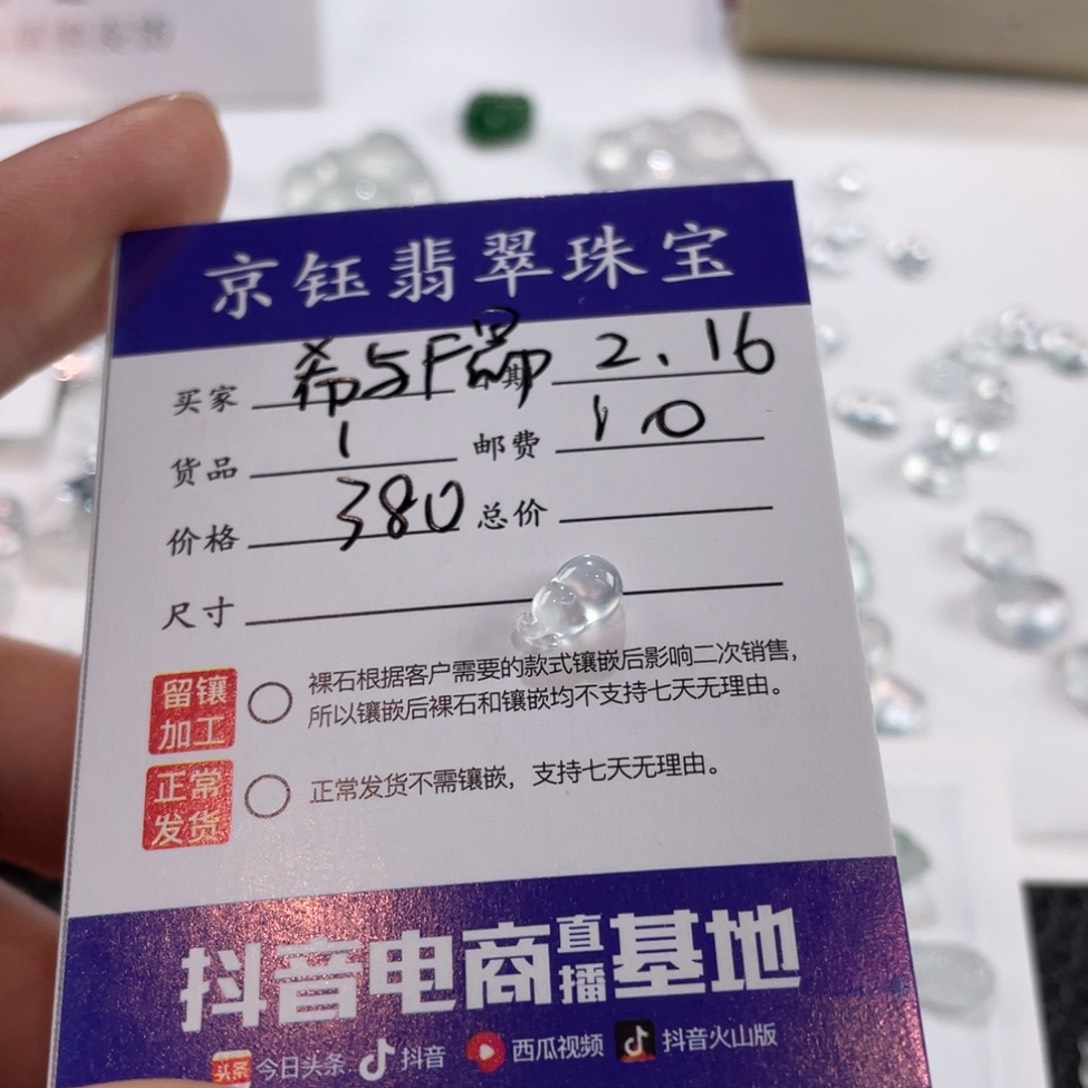 京钰翡翠珠宝
买家 希与F 期 2.16
货品 1 邮费 10
价格 380 总价
尺寸
留镶加工 裸石根据客户需要的款式镶嵌后影响二次销售，
所以镶嵌后裸石和镶嵌均不支持七天无理由。
正常发货 正常发货不需镶嵌，支持七天无理由。
抖音电商直播基地
头条 今日头条 抖音 西瓜视频 抖音火山版